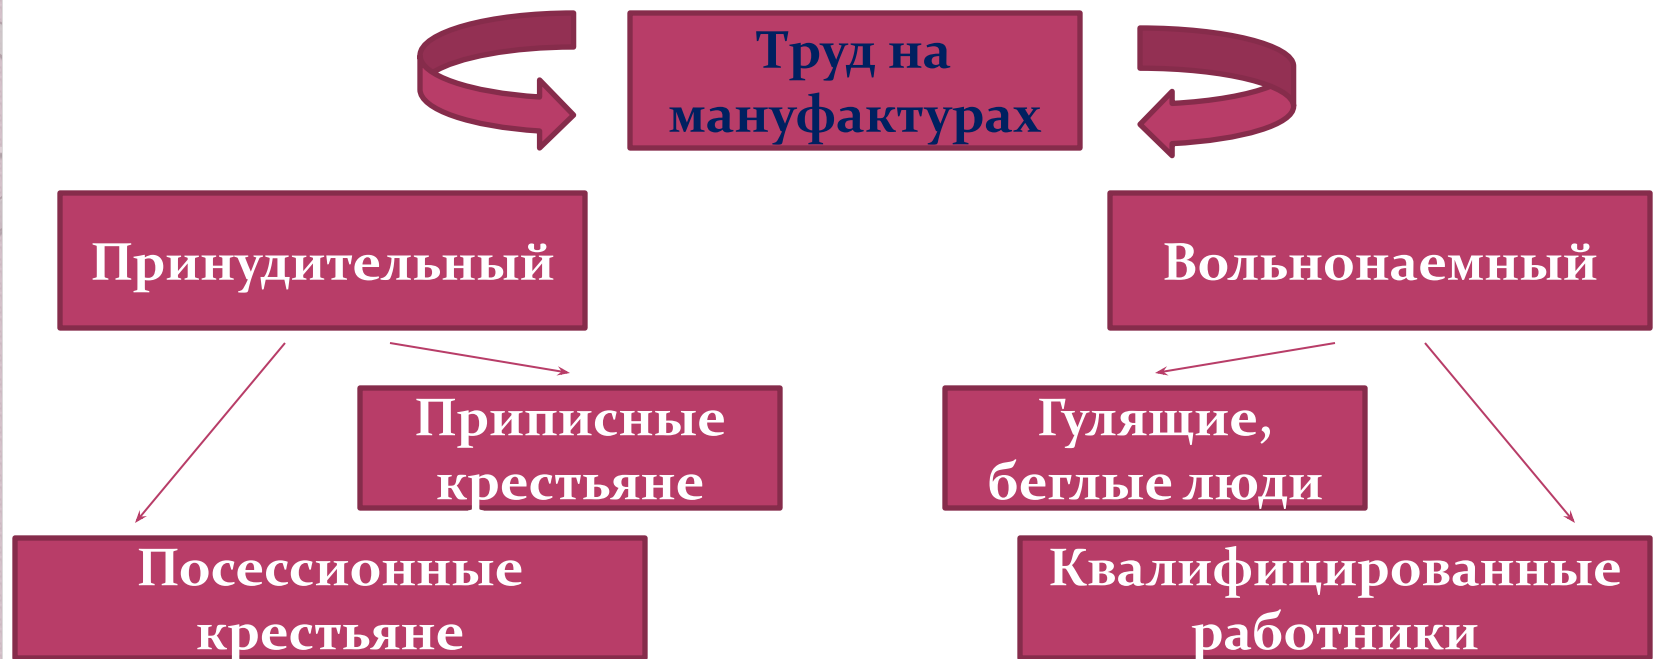 Труд на
мануфактурах
Принудительный
Вольнонаемный
Приписные
крестьяне
Гулящие,
беглые люди
Посессионные
крестьяне
Квалифицированные
работники